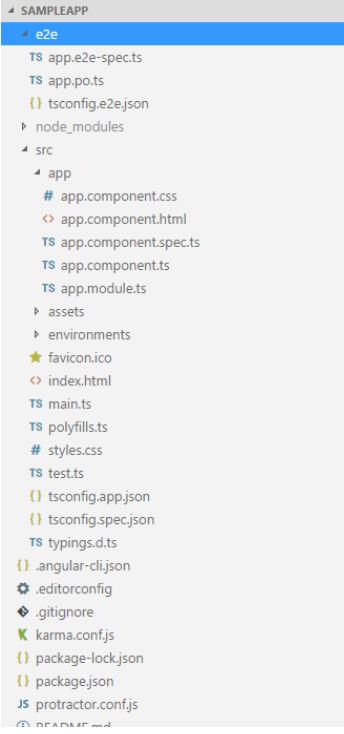 SAMPLEAPP
e2e
TS app.e2e-spec.ts
TS app.po.ts
{} tsconfig.e2e.json
node_modules
src
app
# app.component.css
<> app.component.html
TS app.component.spec.ts
TS app.component.ts
TS app.module.ts
assets
environments
favicon.ico
<> index.html
TS main.ts
TS polyfills.ts
# styles.css
TS test.ts
{} tsconfig.app.json
{} tsconfig.spec.json
TS typings.d.ts
{} .angular-cli.json
.editorconfig
.gitignore
K karma.conf.js
{} package-lock.json
{} package.json
JS protractor.conf.js
README.md